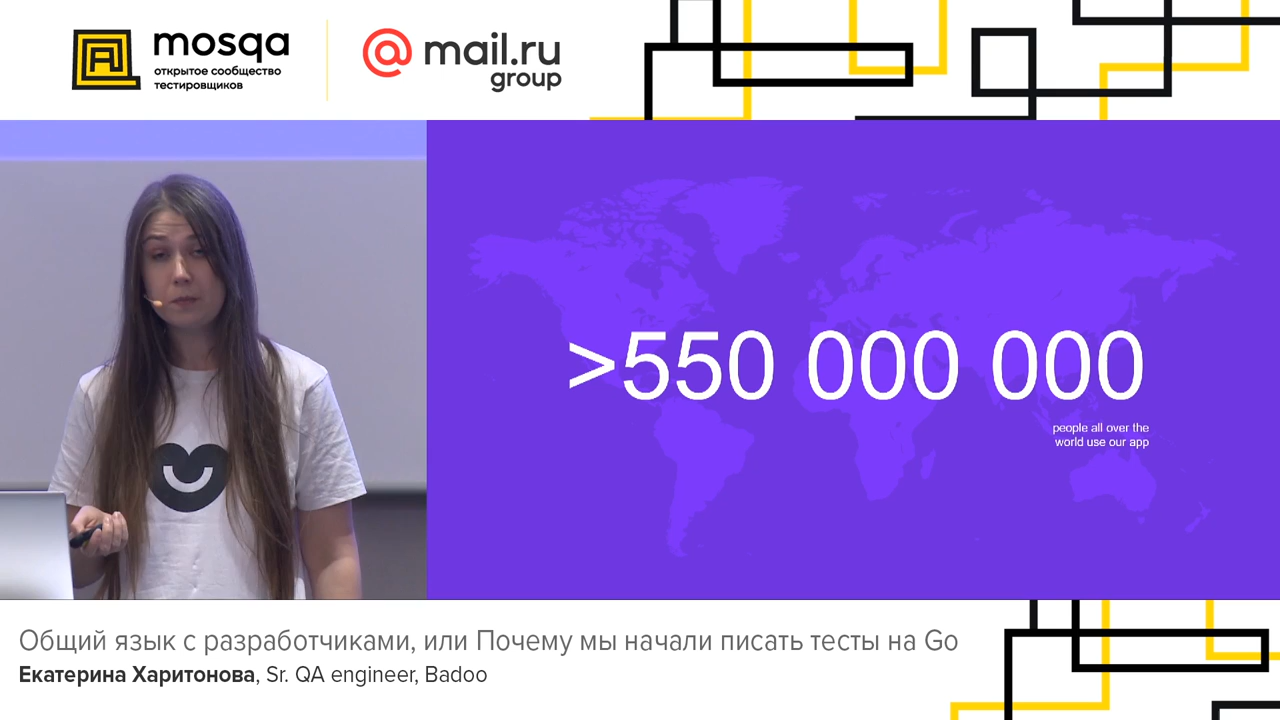 mosqa
открытое сообщество
тестировщиков
@mail.ru
group
>550 000 000
people all over the
world use our app
Общий язык с разработчиками, или Почему мы начали писать тесты на Go
Екатерина Харитонова, Sr. QA engineer, Badoo